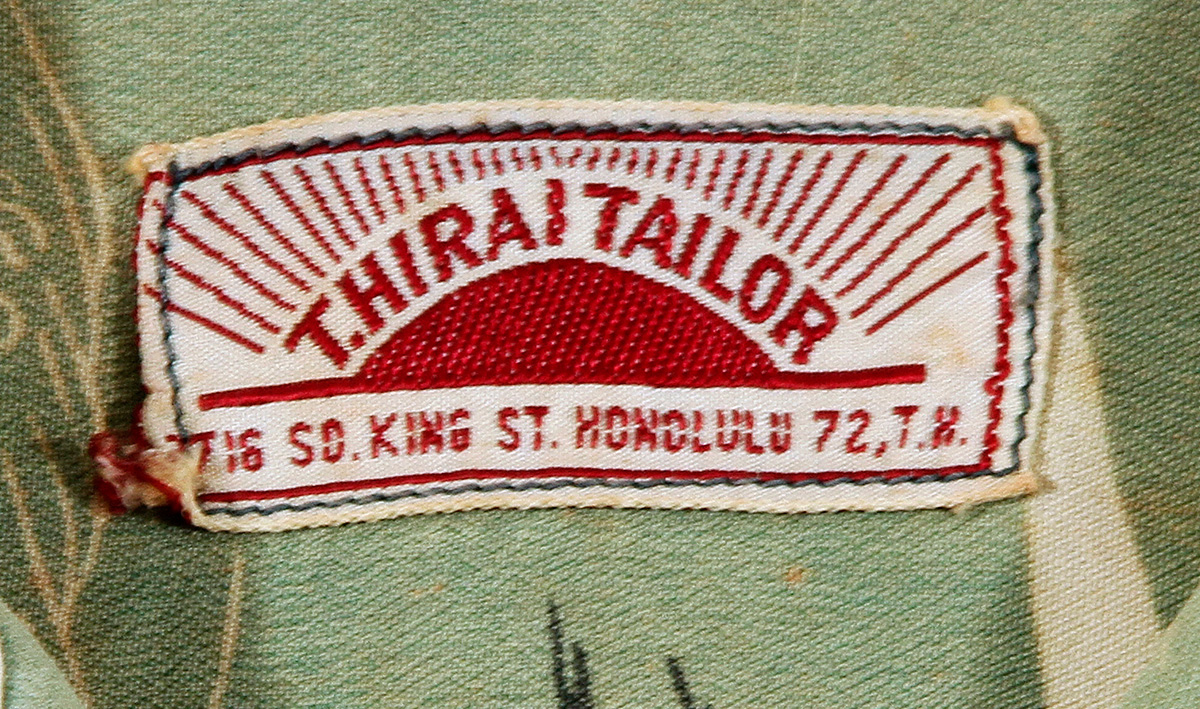 T. HIRAI TAILOR
716 SO. KING ST. HONOLULU 72, T.H.